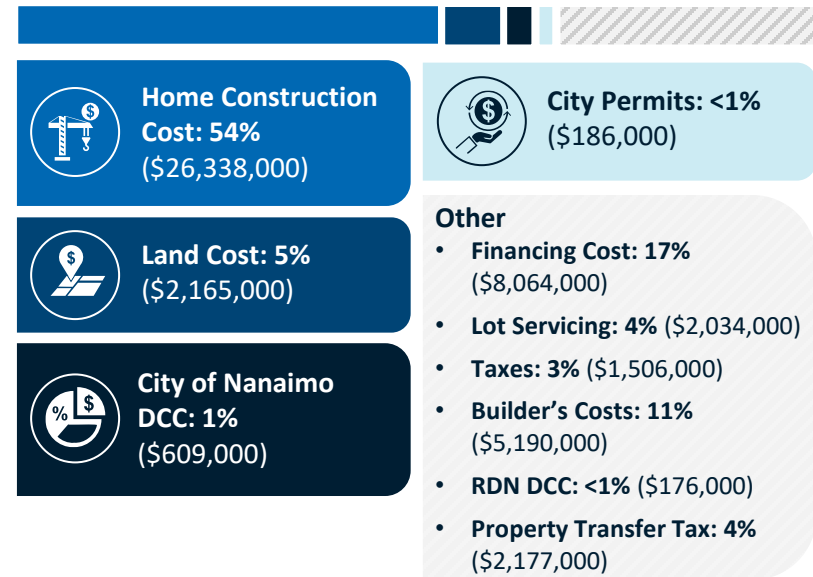 Home Construction
Cost: 54%
($26,338,000)
Land Cost: 5%
($2,165,000)
City of Nanaimo
DCC: 1%
($609,000)
City Permits: <1%
($186,000)
Other
• Financing Cost: 17%
($8,064,000)
• Lot Servicing: 4% ($2,034,000)
• Taxes: 3% ($1,506,000)
• Builder’s Costs: 11%
($5,190,000)
• RDN DCC: <1% ($176,000)
• Property Transfer Tax: 4%
($2,177,000)
$
$
% $
$